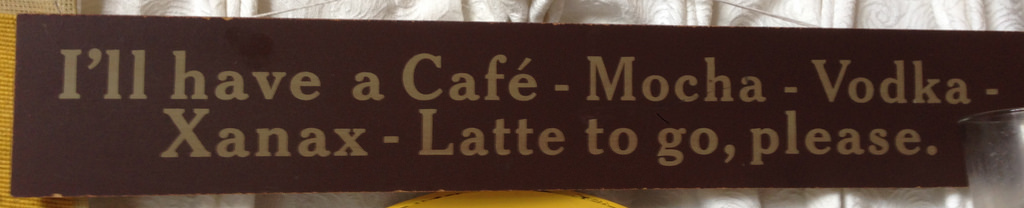 I'll have a Café - Mocha - Vodka -
Xanax - Latte to go, please.